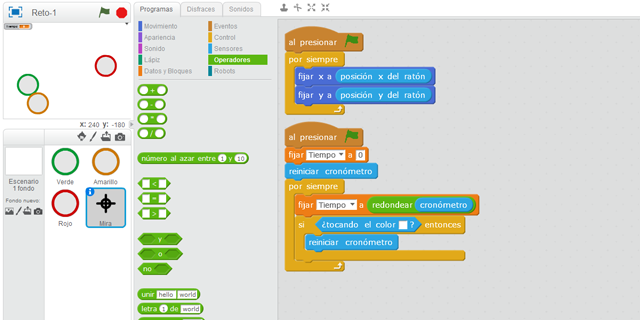 Reto-1
x: 240 y: -180
Escenario
1 fondo
Fondo nuevo:
Verde
Amarillo
Rojo
Mira
Programas
Disfraces
Sonidos
Movimiento
Eventos
Apariencia
Control
Sonido
Sensores
Lápiz
Operadores
Datos y Bloques
Robots
+
-
*
/
número al azar entre 1 y 10
<
=
>
y
o
no
unir hello world
letra 1 de world
al presionar
por siempre
fijar x a posición x del ratón
fijar y a posición y del ratón
al presionar
fijar Tiempo a 0
reiniciar cronómetro
por siempre
fijar Tiempo a redondear cronómetro
si ¿tocando el color ? entonces
reiniciar cronómetro